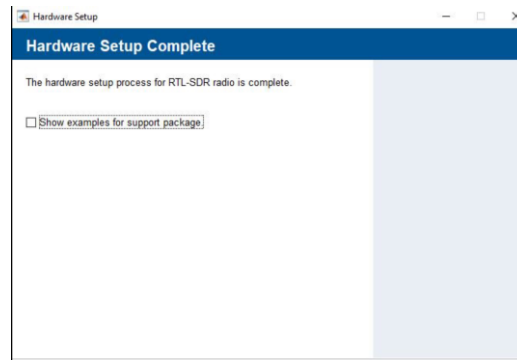 Hardware Setup
Hardware Setup Complete
The hardware setup process for RTL-SDR radio is complete.
Show examples for support package.